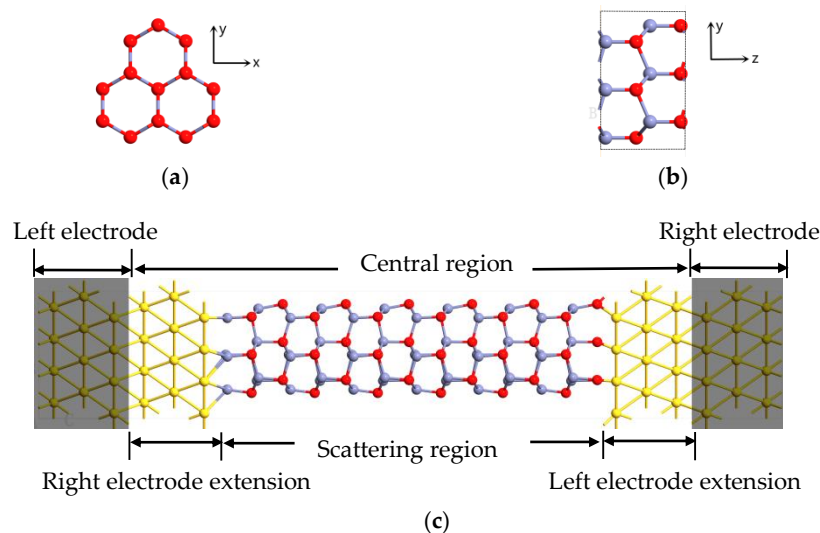 y
x
y
z
B
(a)
(b)
Left electrode
Right electrode
Central region
C
Scattering region
Right electrode extension
Left electrode extension
(c)